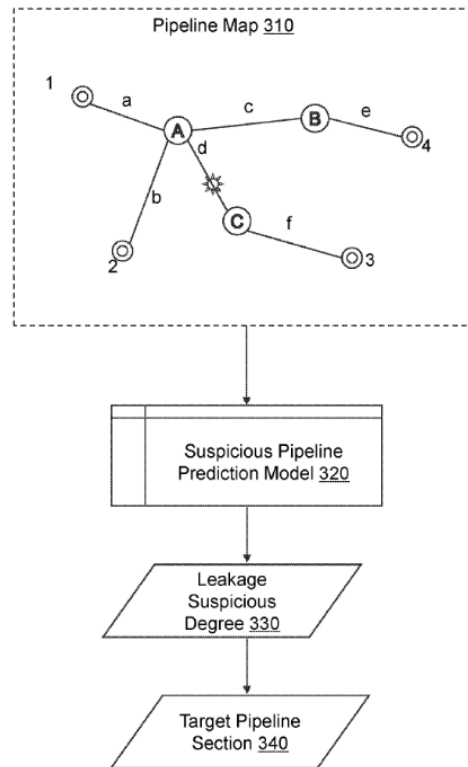 Pipeline Map 310
1
a
c
e
A
B
d
4
b
C
f
2
3
Suspicious Pipeline
Prediction Model 320
Leakage
Suspicious
Degree 330
Target Pipeline
Section 340